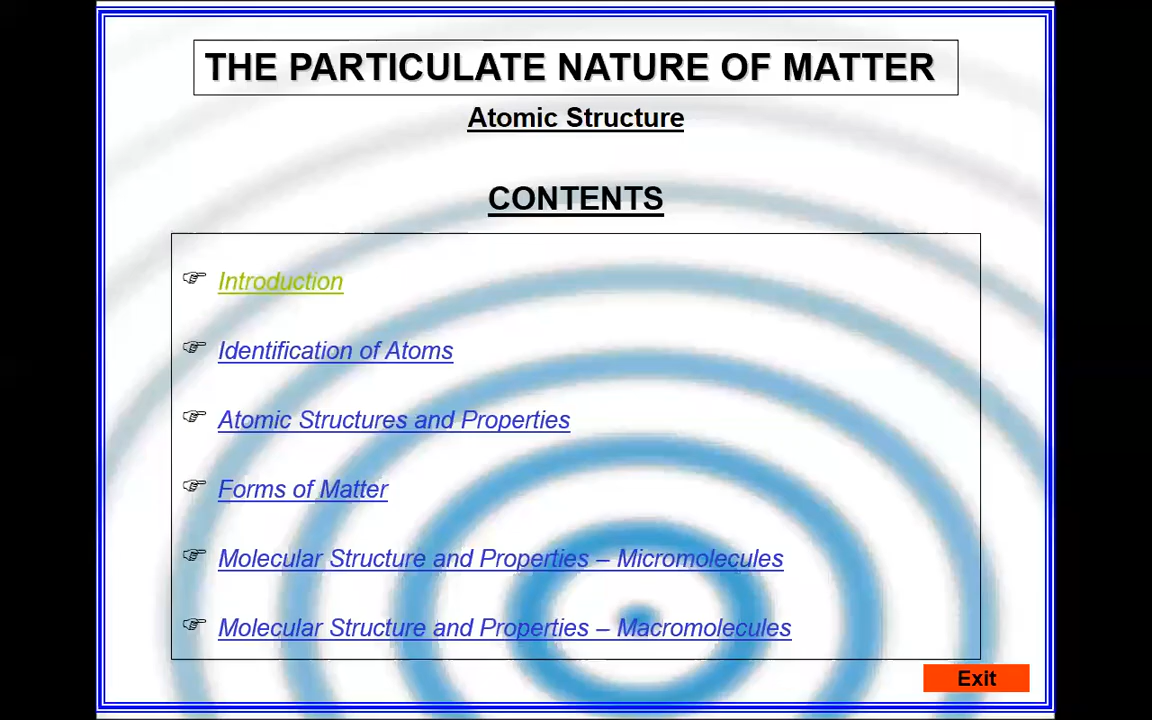 THE PARTICULATE NATURE OF MATTER
Atomic Structure
CONTENTS
Introduction
Identification of Atoms
Atomic Structures and Properties
Forms of Matter
Molecular Structure and Properties – Micromolecules
Molecular Structure and Properties – Macromolecules
Exit